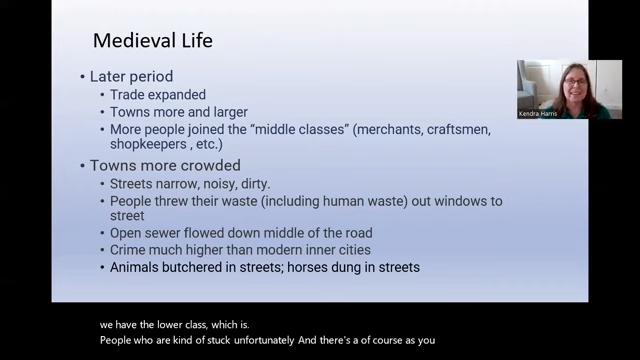 Medieval Life
• Later period
• Trade expanded
• Towns more and larger
• More people joined the “middle classes” (merchants, craftsmen,
shopkeepers , etc.)
• Towns more crowded
• Streets narrow, noisy, dirty.
• People threw their waste (including human waste) out windows to
street
• Open sewer flowed down middle of the road
• Crime much higher than modern inner cities
• Animals butchered in streets; horses dung in streets
Kendra Harris
we have the lower class, which is.
People who are kind of stuck unfortunately And there's a of course as you